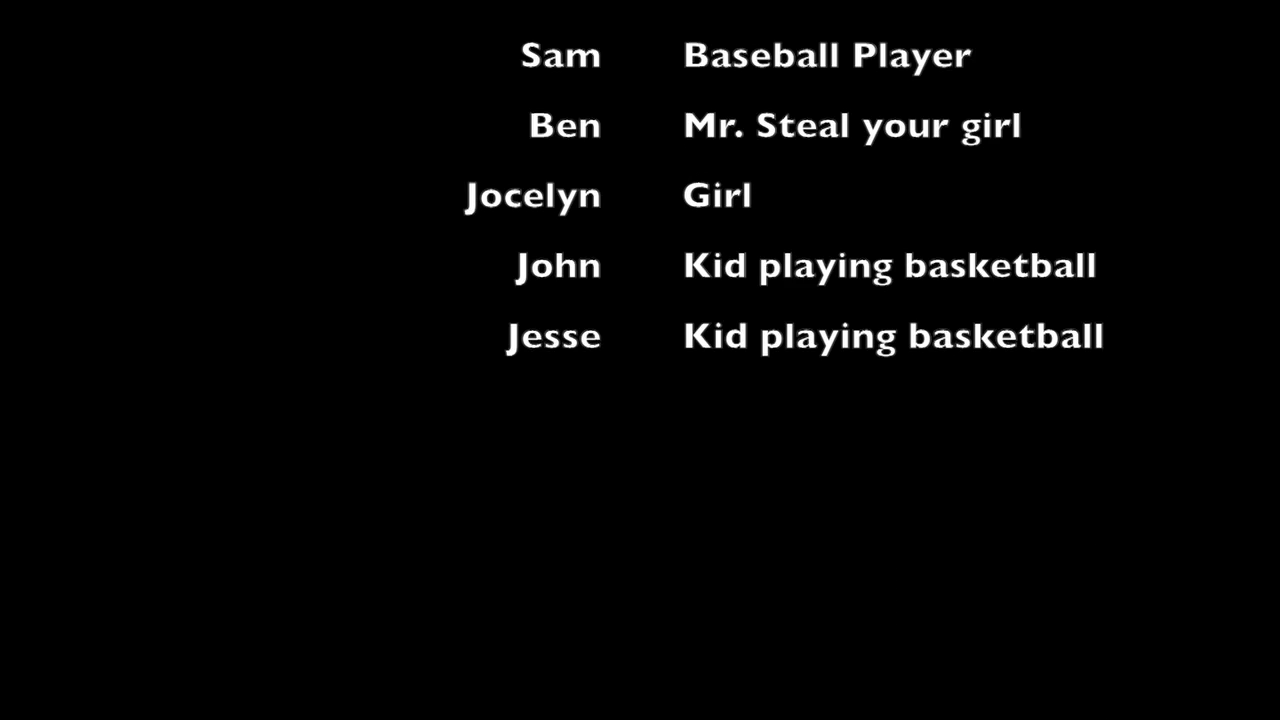 Sam Baseball Player
Ben Mr. Steal your girl
Jocelyn Girl
John Kid playing basketball
Jesse Kid playing basketball